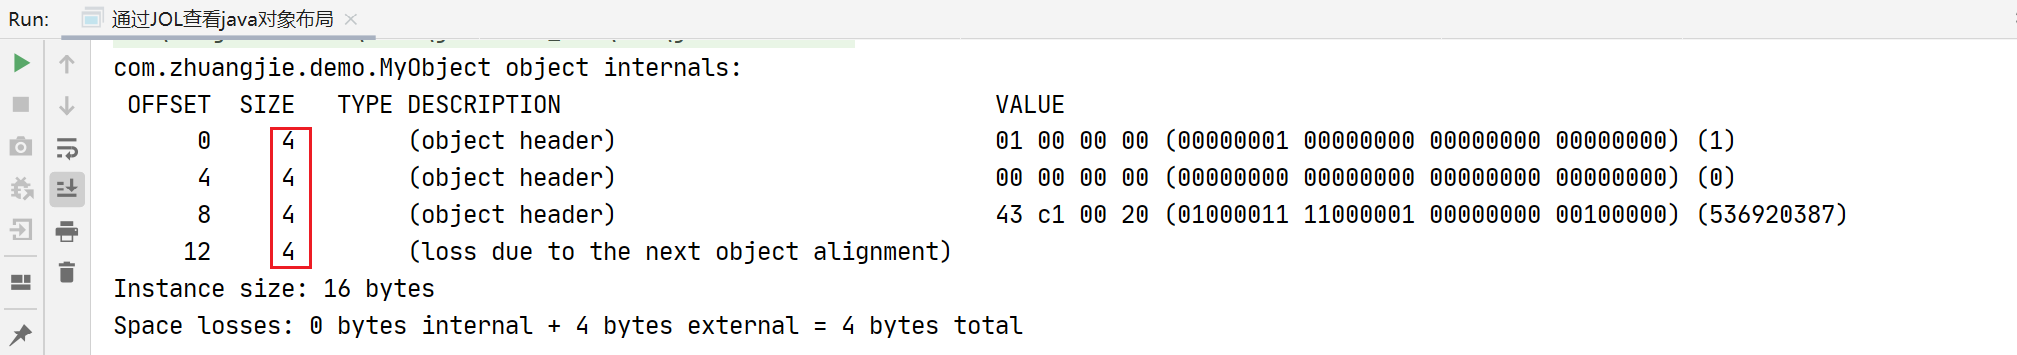 Run: 通过JOL查看java对象布局
com.zhuangjie.demo.MyObject object internals:
OFFSET SIZE TYPE DESCRIPTION VALUE
0 4 (object header) 01 00 00 00 (00000001 00000000 00000000 00000000) (1)
4 4 (object header) 00 00 00 00 (00000000 00000000 00000000 00000000) (0)
8 4 (object header) 43 c1 00 20 (01000011 11000001 00000000 00100000) (536920387)
12 4 (loss due to the next object alignment)
Instance size: 16 bytes
Space losses: 0 bytes internal + 4 bytes external = 4 bytes total